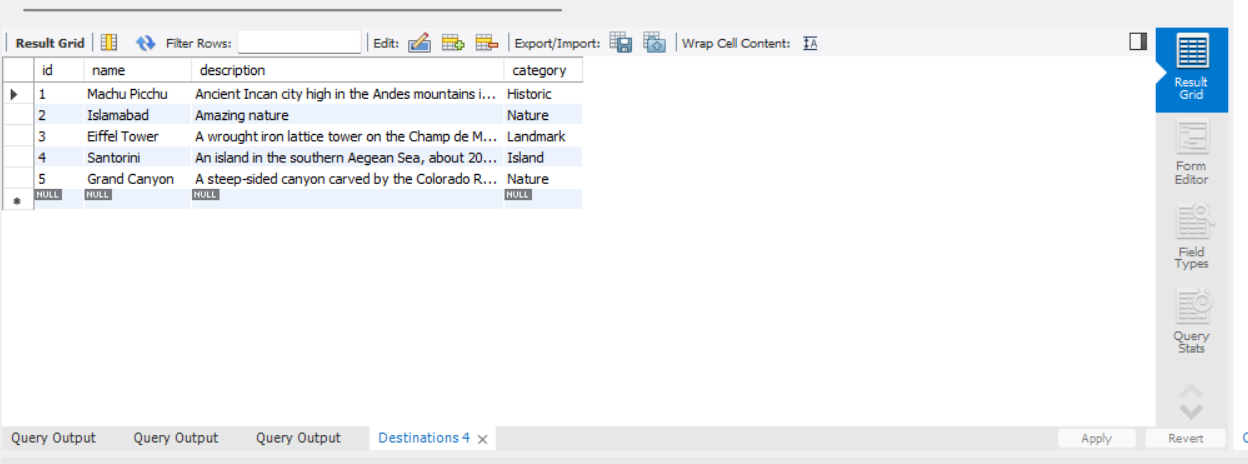 Result Grid Filter Rows: Edit: Export/Import: Wrap Cell Content:
id name description category
1 Machu Picchu Ancient Incan city high in the Andes mountains i... Historic
2 Islamabad Amazing nature Nature
3 Eiffel Tower A wrought iron lattice tower on the Champ de M... Landmark
4 Santorini An island in the southern Aegean Sea, about 20... Island
5 Grand Canyon A steep-sided canyon carved by the Colorado R... Nature
NULL NULL NULL NULL
Result
Grid
Form
Editor
Field
Types
Query
Stats
Query Output Query Output Query Output Destinations 4 Apply Revert